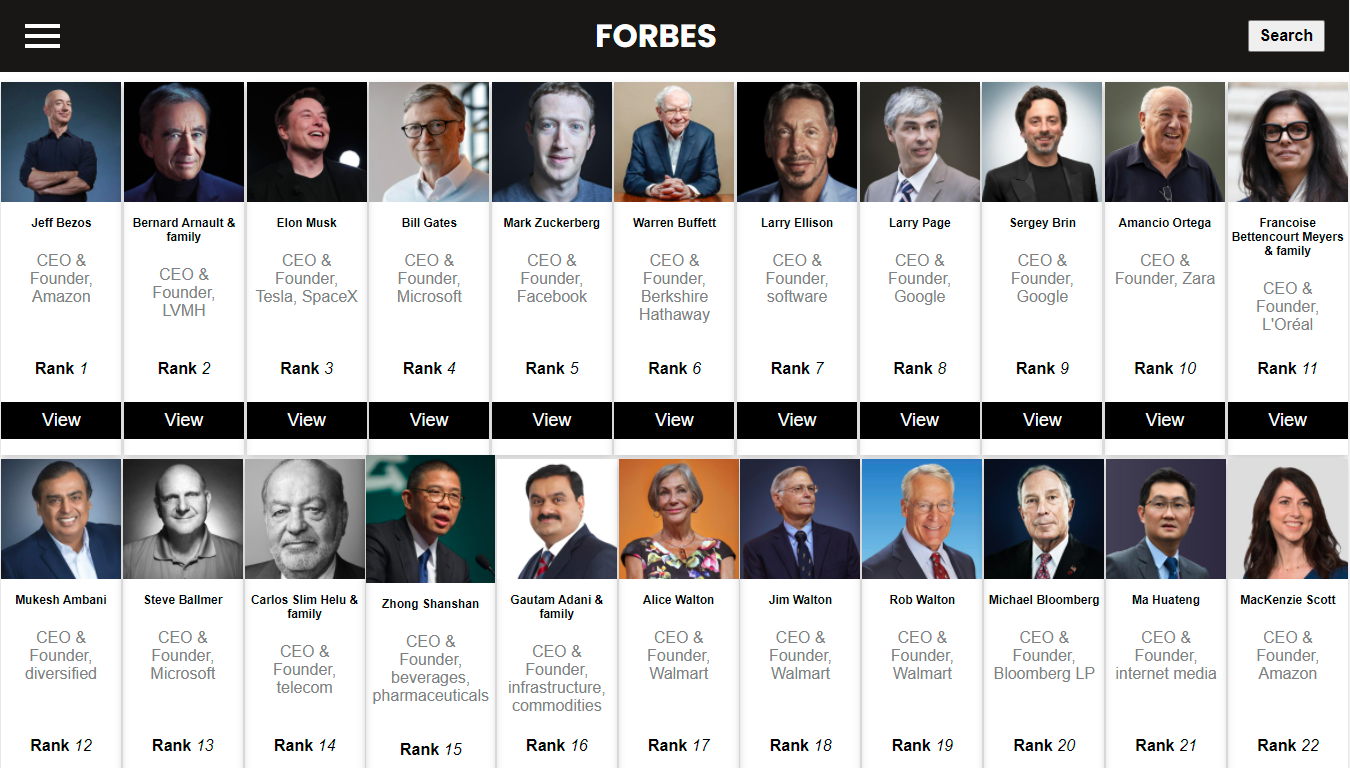 FORBES
Search
Jeff Bezos
CEO &
Founder,
Amazon
Rank 1
View
Bernard Arnault &
family
CEO &
Founder,
LVMH
Rank 2
View
Elon Musk
CEO &
Founder,
Tesla, SpaceX
Rank 3
View
Bill Gates
CEO &
Founder,
Microsoft
Rank 4
View
Mark Zuckerberg
CEO &
Founder,
Facebook
Rank 5
View
Warren Buffett
CEO &
Founder,
Berkshire
Hathaway
Rank 6
View
Larry Ellison
CEO &
Founder,
software
Rank 7
View
Larry Page
CEO &
Founder,
Google
Rank 8
View
Sergey Brin
CEO &
Founder,
Google
Rank 9
View
Amancio Ortega
CEO &
Founder, Zara
Rank 10
View
Francoise
Bettencourt Meyers
& family
CEO &
Founder,
L'Oréal
Rank 11
View
Mukesh Ambani
CEO &
Founder,
diversified
Rank 12
Steve Ballmer
CEO &
Founder,
Microsoft
Rank 13
Carlos Slim Helu &
family
CEO &
Founder,
telecom
Rank 14
Zhong Shanshan
CEO &
Founder,
beverages,
pharmaceuticals
Rank 15
Gautam Adani &
family
CEO &
Founder,
infrastructure,
commodities
Rank 16
Alice Walton
CEO &
Founder,
Walmart
Rank 17
Jim Walton
CEO &
Founder,
Walmart
Rank 18
Rob Walton
CEO &
Founder,
Walmart
Rank 19
Michael Bloomberg
CEO &
Founder,
Bloomberg LP
Rank 20
Ma Huateng
CEO &
Founder,
internet media
Rank 21
MacKenzie Scott
CEO &
Founder,
Amazon
Rank 22